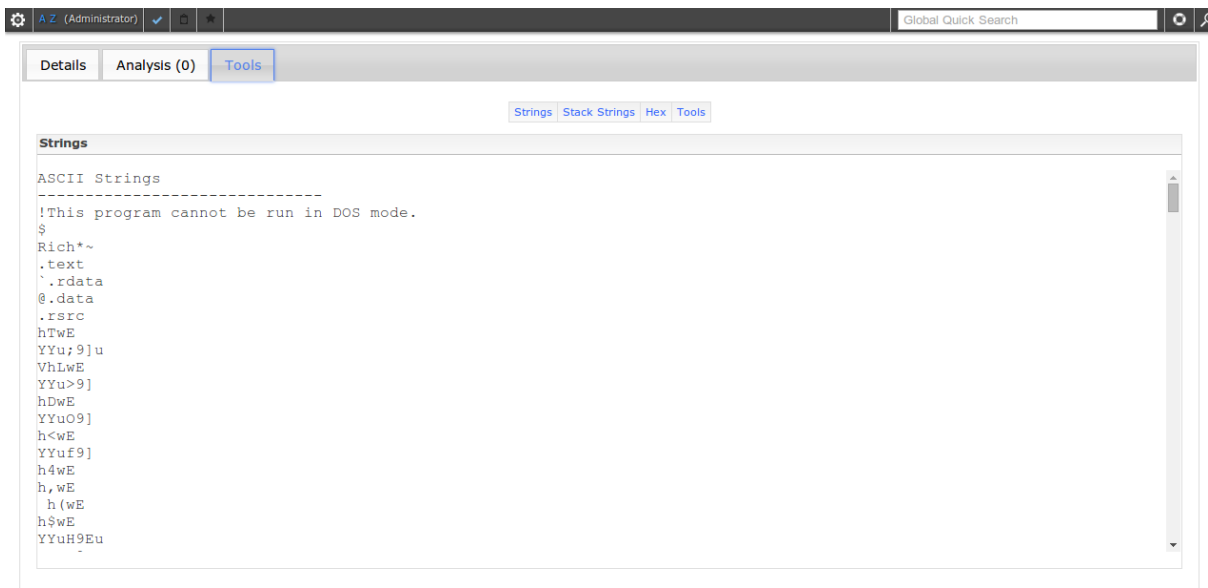 A Z (Administrator) Global Quick Search
Details Analysis (0) Tools
Strings Stack Strings Hex Tools
Strings
ASCII Strings
------------------------------
!This program cannot be run in DOS mode.
$
Rich*~
.text
`.rdata
@.data
.rsrc
hTwE
YYu;9]u
VhLwE
YYu>9]
hDwE
YYuO9]
h<wE
YYuf9]
h4wE
h,wE
 h(wE
h$wE
YYuH9Eu